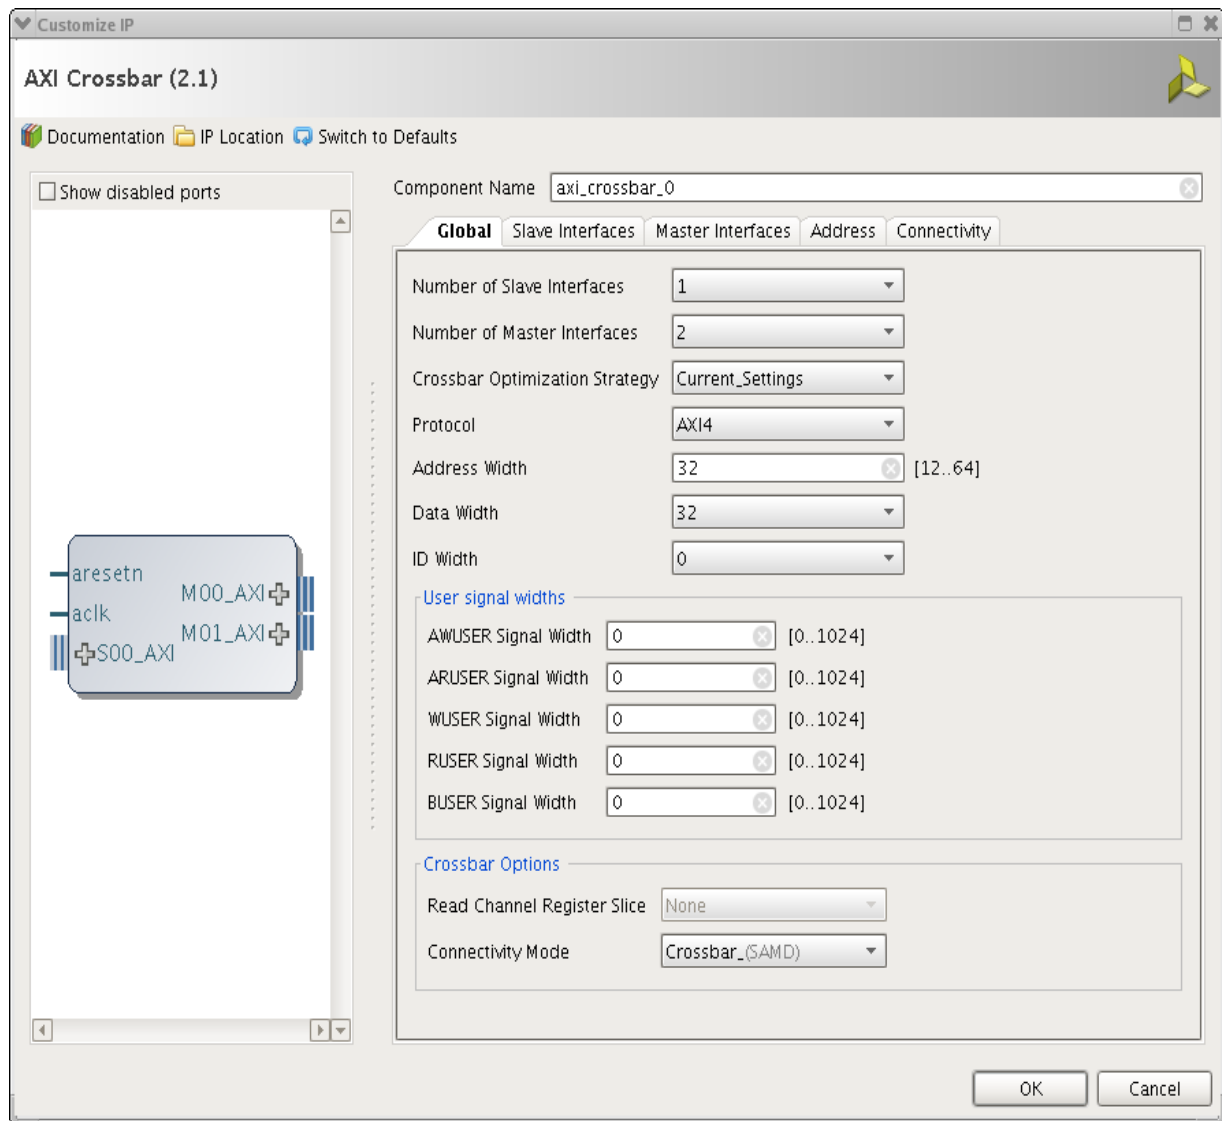 Customize IP
AXI Crossbar (2.1)
Documentation IP Location Switch to Defaults
Show disabled ports
aresetn
aclk
S00_AXI
M00_AXI
M01_AXI
Component Name axi_crossbar_0
Global Slave Interfaces Master Interfaces Address Connectivity
Number of Slave Interfaces 1
Number of Master Interfaces 2
Crossbar Optimization Strategy Current_Settings
Protocol AXI4
Address Width 32 [12..64]
Data Width 32
ID Width 0
User signal widths
AWUSER Signal Width 0 [0..1024]
ARUSER Signal Width 0 [0..1024]
WUSER Signal Width 0 [0..1024]
RUSER Signal Width 0 [0..1024]
BUSER Signal Width 0 [0..1024]
Crossbar Options
Read Channel Register Slice None
Connectivity Mode Crossbar_(SAMD)
OK Cancel